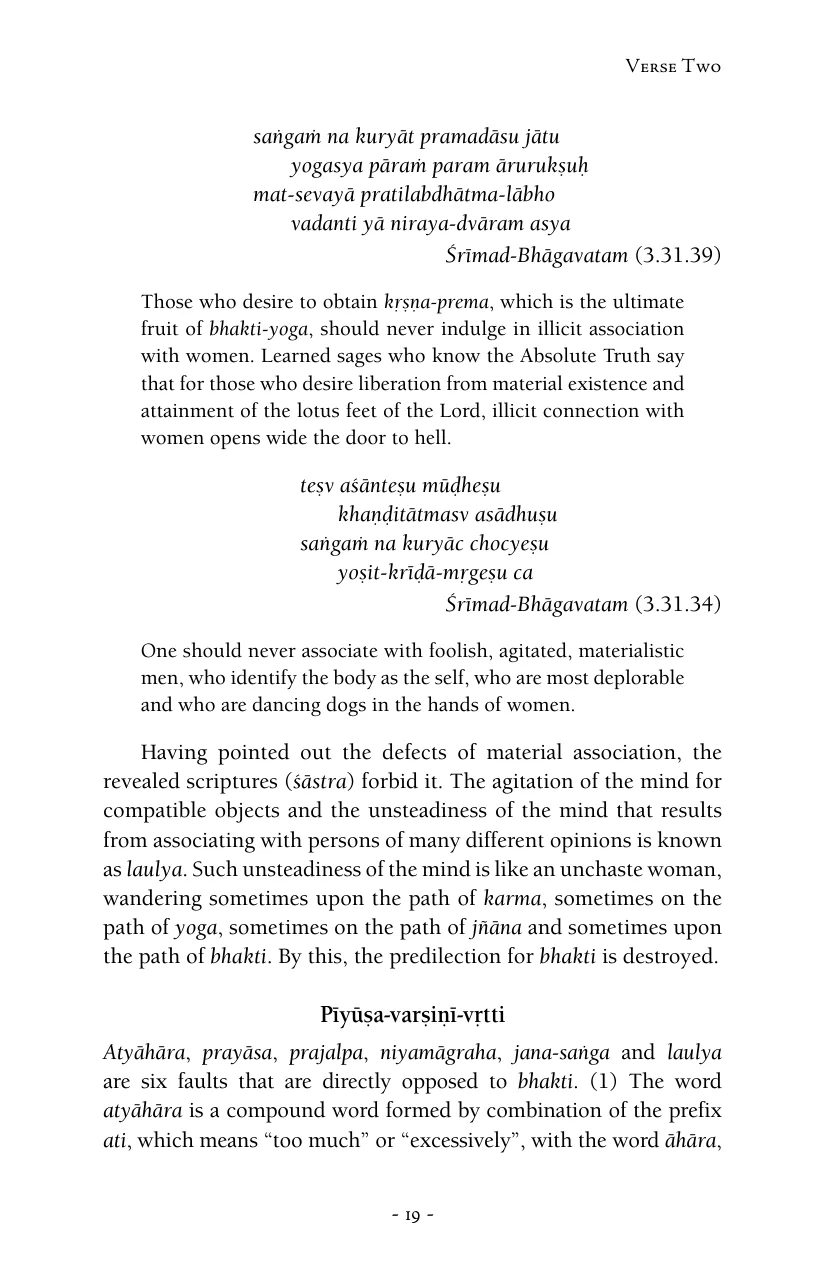 Verse Two
saṅgaṁ na kuryāt pramadāsu jātu
yogasya pāraṁ param ārurukṣuḥ
mat-sevayā pratilabdhātma-lābho
vadanti yā niraya-dvāram asya
Śrīmad-Bhāgavatam (3.31.39)
Those who desire to obtain kṛṣṇa-prema, which is the ultimate
fruit of bhakti-yoga, should never indulge in illicit association
with women. Learned sages who know the Absolute Truth say
that for those who desire liberation from material existence and
attainment of the lotus feet of the Lord, illicit connection with
women opens wide the door to hell.
teṣv aśānteṣu mūḍheṣu
khaṇḍitātmasv asādhuṣu
saṅgaṁ na kuryāc chocyeṣu
yoṣit-krīḍā-mṛgeṣu ca
Śrīmad-Bhāgavatam (3.31.34)
One should never associate with foolish, agitated, materialistic
men, who identify the body as the self, who are most deplorable
and who are dancing dogs in the hands of women.
Having pointed out the defects of material association, the
revealed scriptures (śāstra) forbid it. The agitation of the mind for
compatible objects and the unsteadiness of the mind that results
from associating with persons of many different opinions is known
as laulya. Such unsteadiness of the mind is like an unchaste woman,
wandering sometimes upon the path of karma, sometimes on the
path of yoga, sometimes on the path of jñāna and sometimes upon
the path of bhakti. By this, the predilection for bhakti is destroyed.
Pīyūṣa-varṣiṇī-vṛtti
Atyāhāra, prayāsa, prajalpa, niyamāgraha, jana-saṅga and laulya
are six faults that are directly opposed to bhakti. (1) The word
atyāhāra is a compound word formed by combination of the prefix
ati, which means “too much” or “excessively”, with the word āhāra,
- 19 -